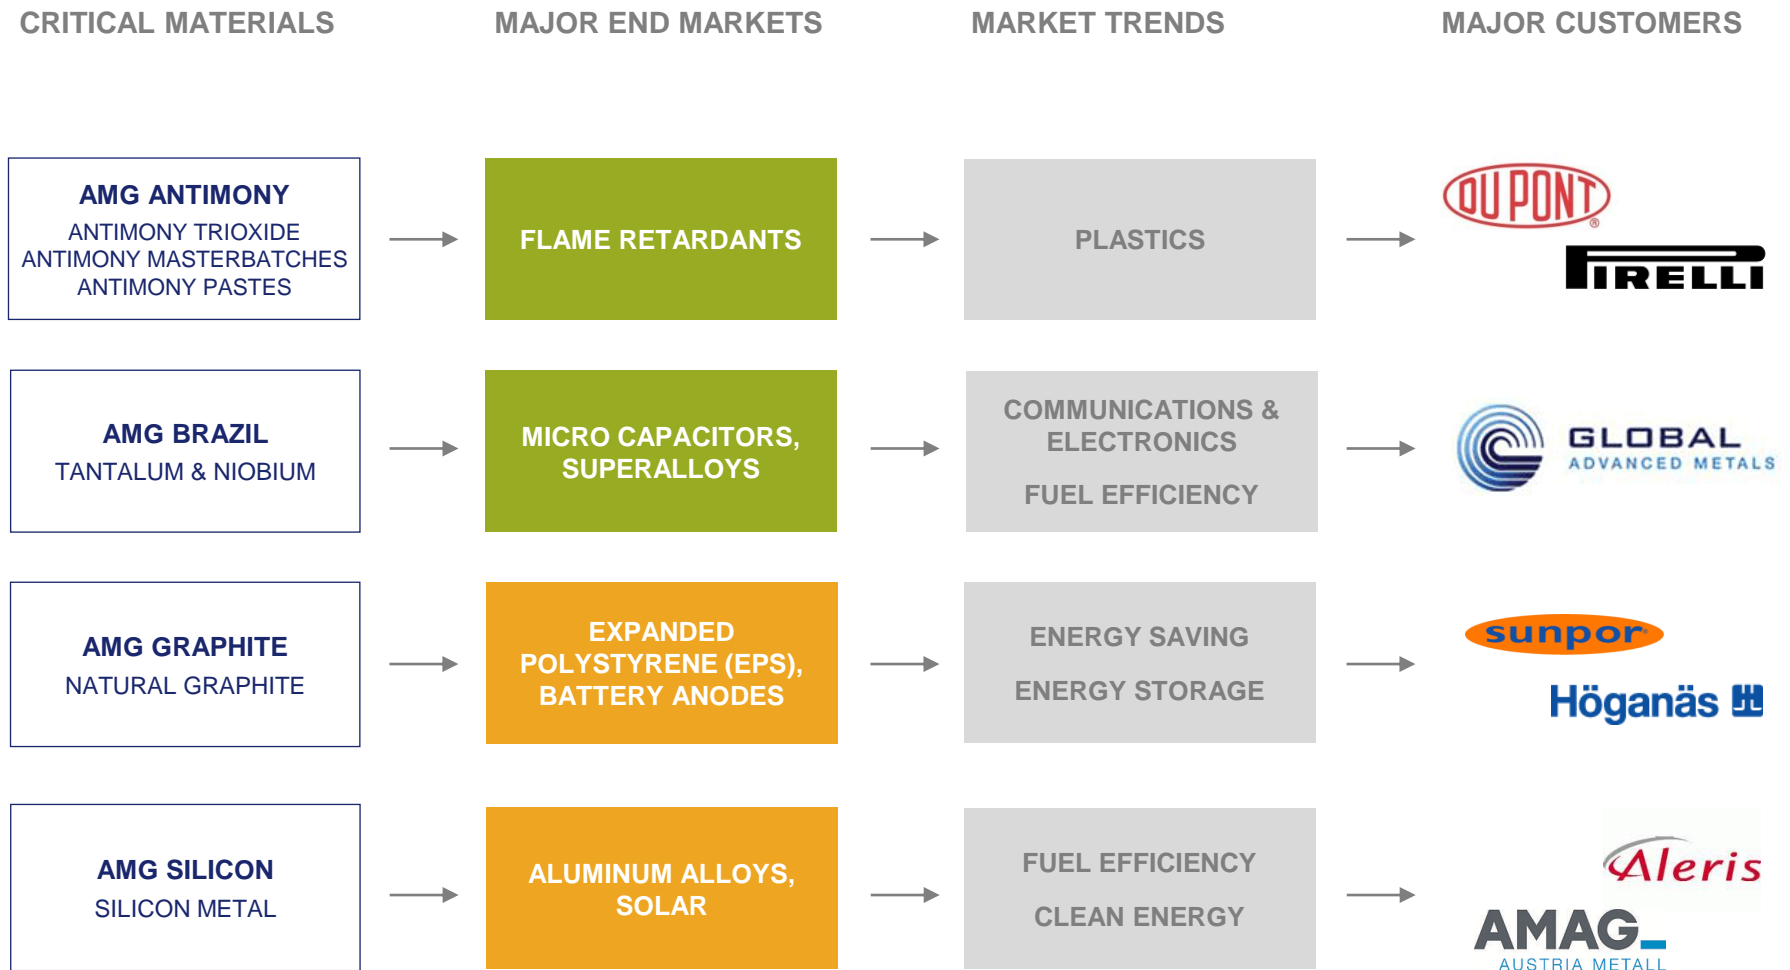 CRITICAL MATERIALS
MAJOR END MARKETS
MARKET TRENDS
MAJOR CUSTOMERS
AMG ANTIMONY
ANTIMONY TRIOXIDE
ANTIMONY MASTERBATCHES
ANTIMONY PASTES
FLAME RETARDANTS
PLASTICS
DU PONT®
PIRELLI
AMG BRAZIL
TANTALUM & NIOBIUM
MICRO CAPACITORS,
SUPERALLOYS
COMMUNICATIONS &
ELECTRONICS
FUEL EFFICIENCY
GLOBAL
ADVANCED METALS
AMG GRAPHITE
NATURAL GRAPHITE
EXPANDED
POLYSTYRENE (EPS),
BATTERY ANODES
ENERGY SAVING
ENERGY STORAGE
sunpor
Höganäs
AMG SILICON
SILICON METAL
ALUMINUM ALLOYS,
SOLAR
FUEL EFFICIENCY
CLEAN ENERGY
Aleris
AMAG
AUSTRIA METALL